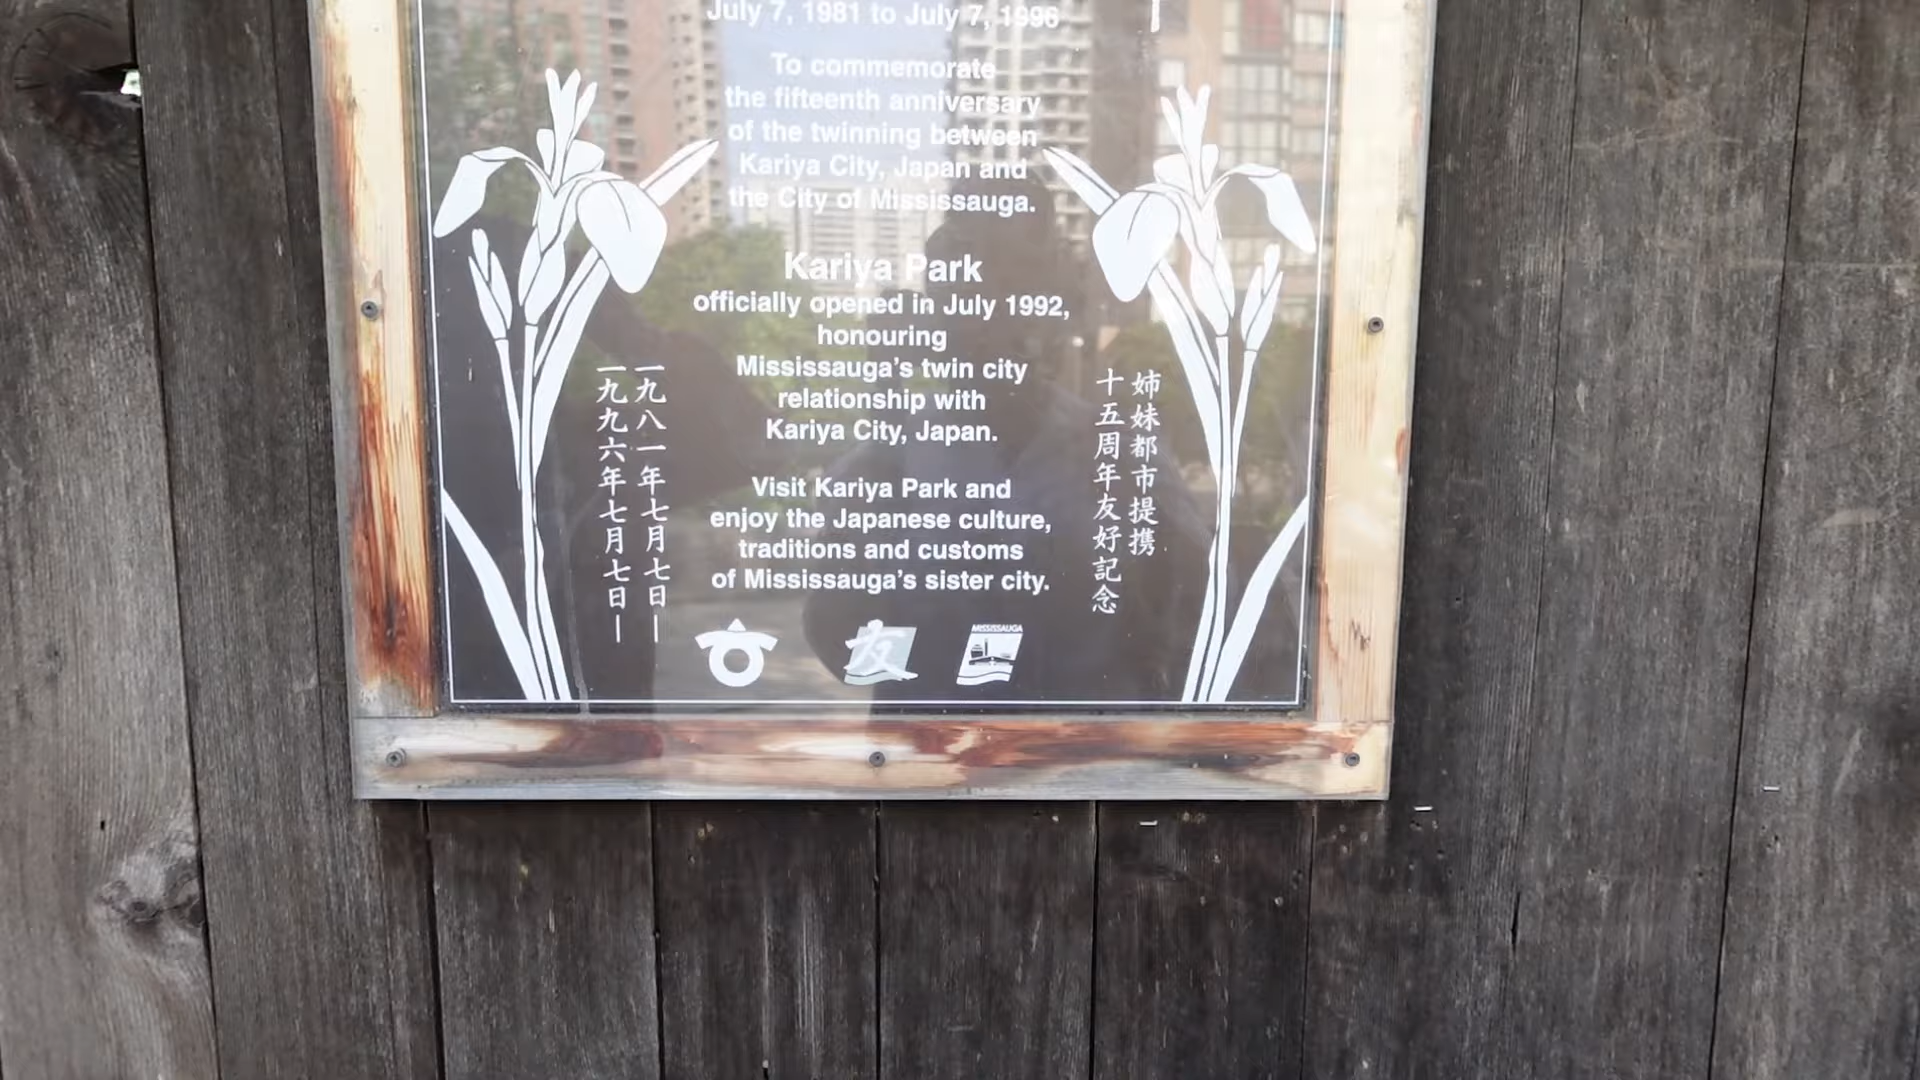 July 7, 1981 to July 7, 1996
To commemorate
the fifteenth anniversary
of the twinning between
Kariya City, Japan and
the City of Mississauga.
Kariya Park
officially opened in July 1992,
honouring
Mississauga's twin city
relationship with
Kariya City, Japan.
Visit Kariya Park and
enjoy the Japanese culture,
traditions and customs
of Mississauga's sister city.
姉妹都市提携
十五周年友好記念
一九八一年七月七日ー
一九九六年七月七日ー
友
MISSISSAUGA